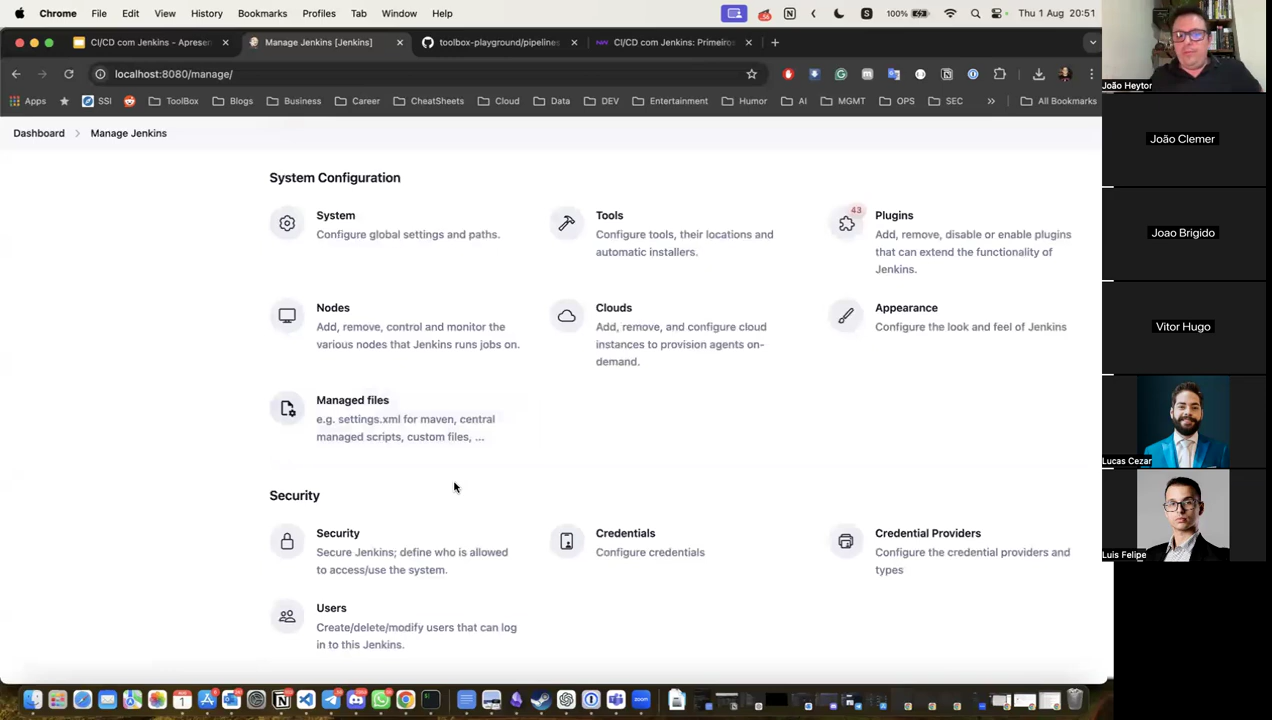 Chrome File Edit View History Bookmarks Profiles Tab Window Help 100% Thu 1 Aug 20:51
CI/CD com Jenkins - Apresen Manage Jenkins [Jenkins] toolbox-playground/pipelines CI/CD com Jenkins: Primeiros
localhost:8080/manage/
Apps SSI ToolBox Blogs Business Career CheatSheets Cloud Data DEV Entertainment Humor AI MGMT OPS SEC » All Bookmarks
Dashboard Manage Jenkins
System Configuration
System
Configure global settings and paths.
Tools
Configure tools, their locations and
automatic installers.
43
Plugins
Add, remove, disable or enable plugins
that can extend the functionality of
Jenkins.
Nodes
Add, remove, control and monitor the
various nodes that Jenkins runs jobs on.
Clouds
Add, remove, and configure cloud
instances to provision agents on-
demand.
Appearance
Configure the look and feel of Jenkins
Managed files
e.g. settings.xml for maven, central
managed scripts, custom files, ...
Security
Security
Secure Jenkins; define who is allowed
to access/use the system.
Credentials
Configure credentials
Credential Providers
Configure the credential providers and
types
Users
Create/delete/modify users that can log
in to this Jenkins.
João Heytor
João Clemer
Joao Brigido
Vitor Hugo
Lucas Cezar
Luis Felipe
zoom